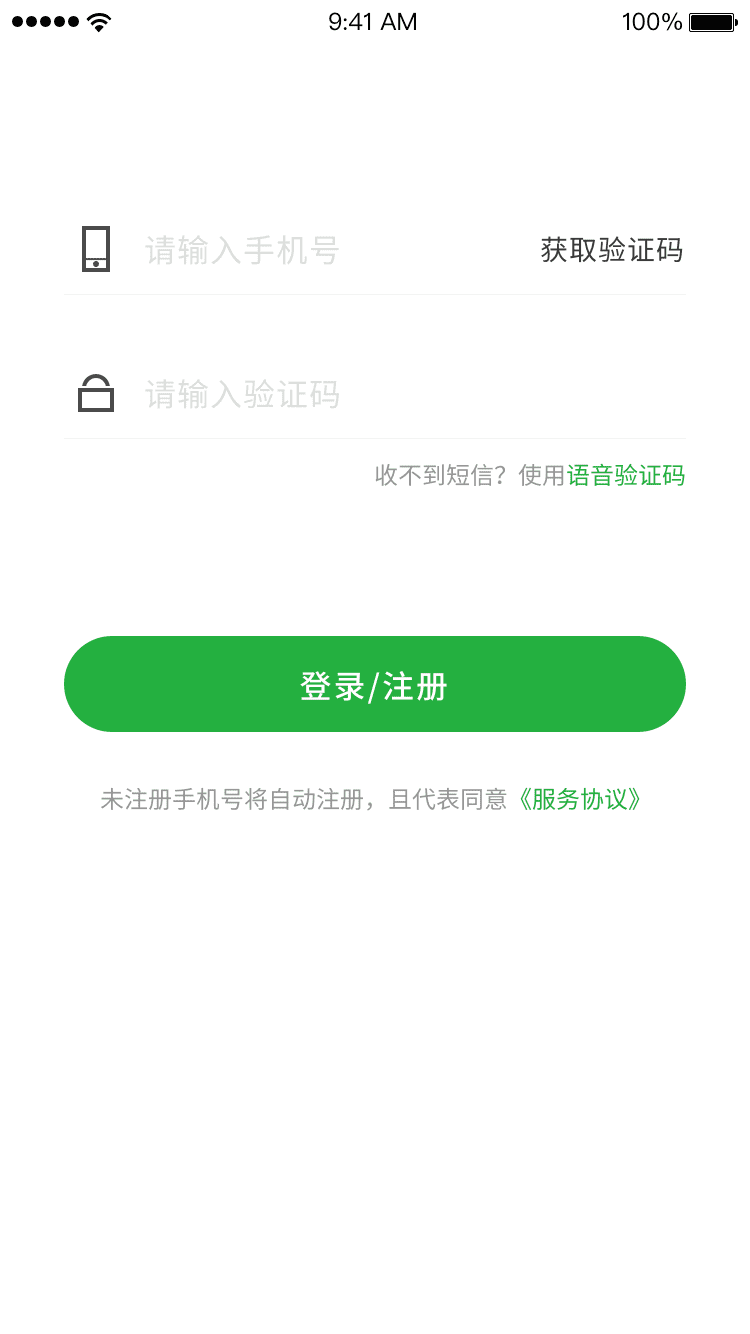 9:41 AM 100%
请输入手机号 获取验证码
请输入验证码
收不到短信？使用语音验证码
登录/注册
未注册手机号将自动注册，且代表同意《服务协议》